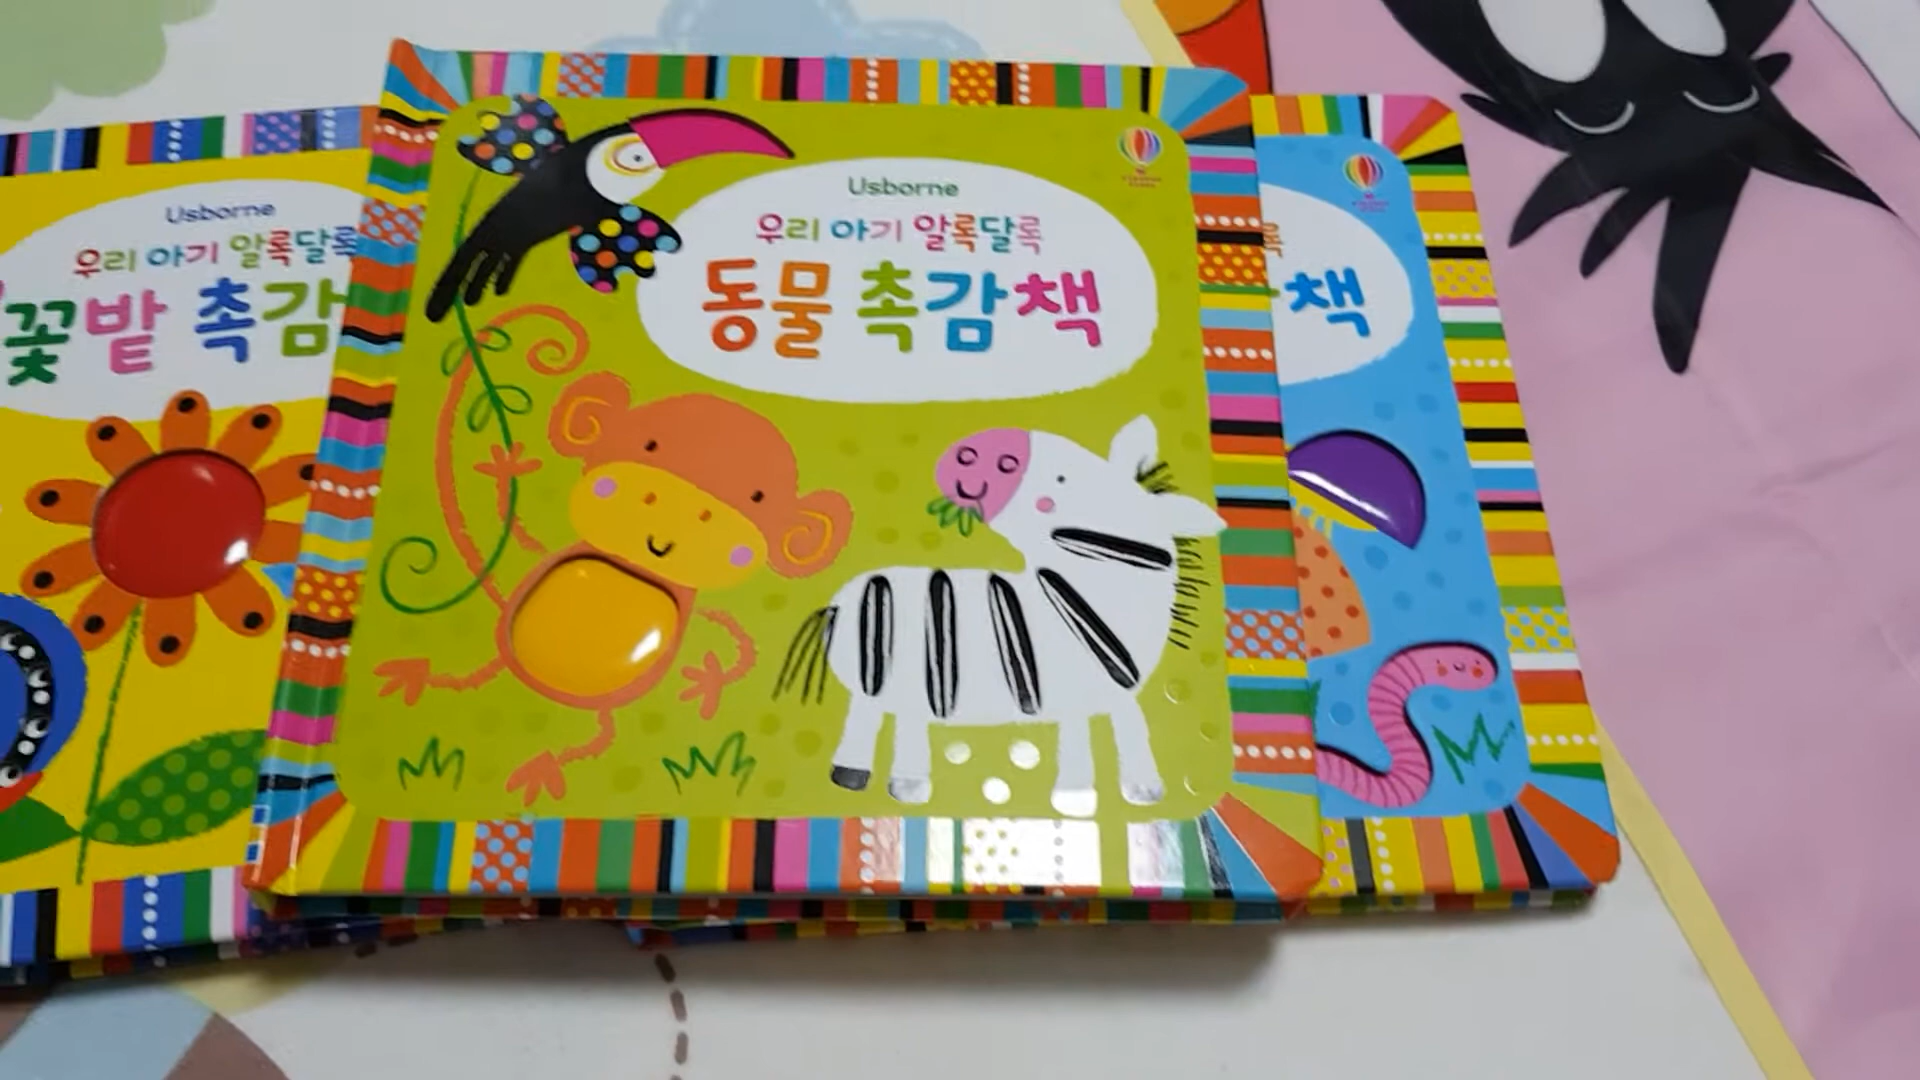 Usborne
우리 아기 알록달록
꽃밭 촉감
Usborne
우리 아기 알록달록
동물 촉감책
록
책